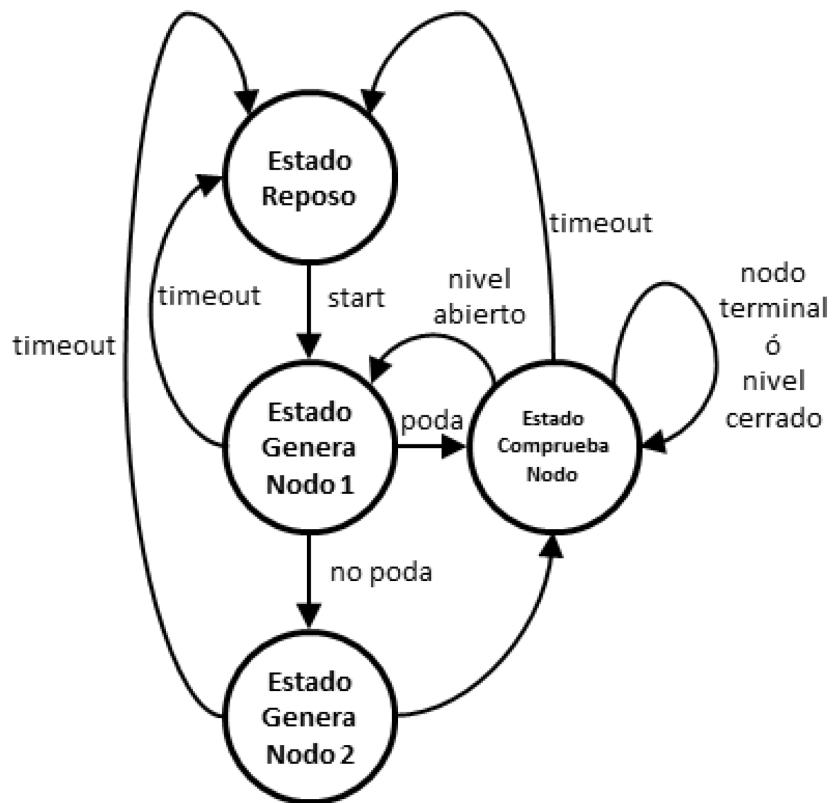 Estado
Reposo
timeout
nivel
abierto
nodo
terminal
ó
nivel
cerrado
timeout
start
timeout
Estado
Genera
Nodo 1
poda
Estado
Comprueba
Nodo
no poda
Estado
Genera
Nodo 2